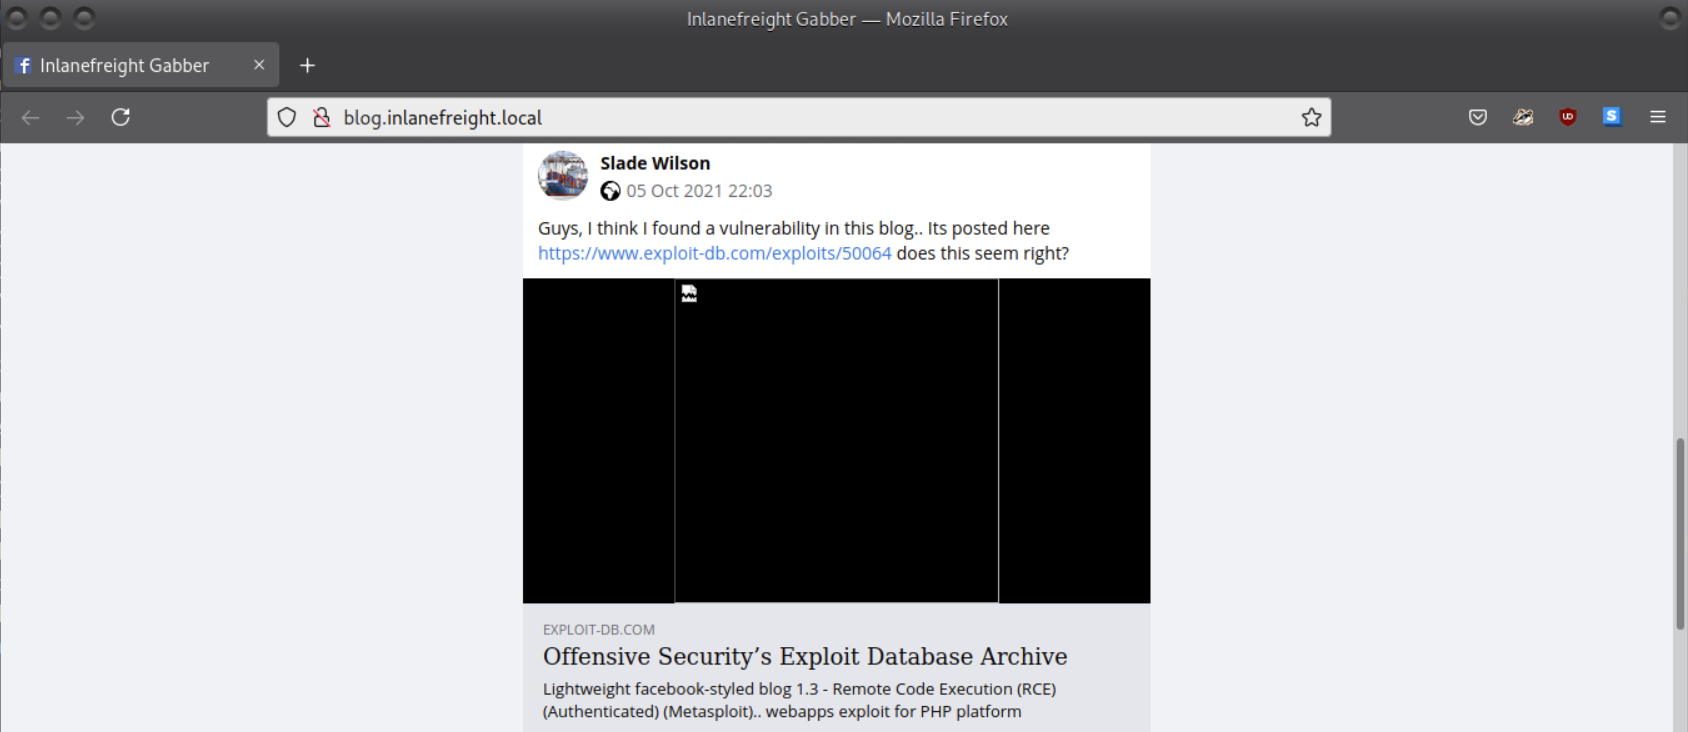 Inlanefreight Gabber — Mozilla Firefox
f Inlanefreight Gabber × +
blog.inlanefreight.local
S
Slade Wilson
05 Oct 2021 22:03
Guys, I think I found a vulnerability in this blog.. Its posted here
https://www.exploit-db.com/exploits/50064 does this seem right?
EXPLOIT-DB.COM
Offensive Security’s Exploit Database Archive
Lightweight facebook-styled blog 1.3 - Remote Code Execution (RCE)
(Authenticated) (Metasploit).. webapps exploit for PHP platform